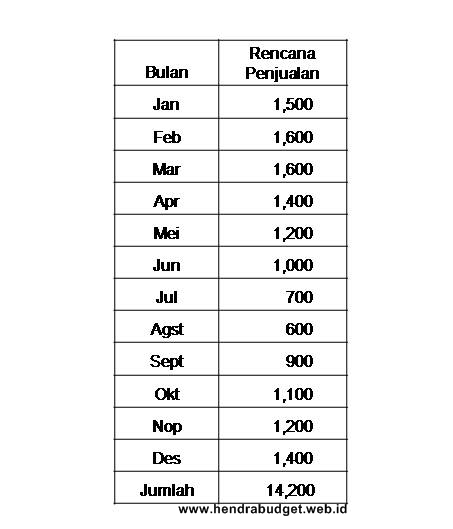 Bulan Rencana Penjualan
Jan 1,500
Feb 1,600
Mar 1,600
Apr 1,400
Mei 1,200
Jun 1,000
Jul 700
Agst 600
Sept 900
Okt 1,100
Nop 1,200
Des 1,400
Jumlah 14,200
www.hendrabudget.web.id